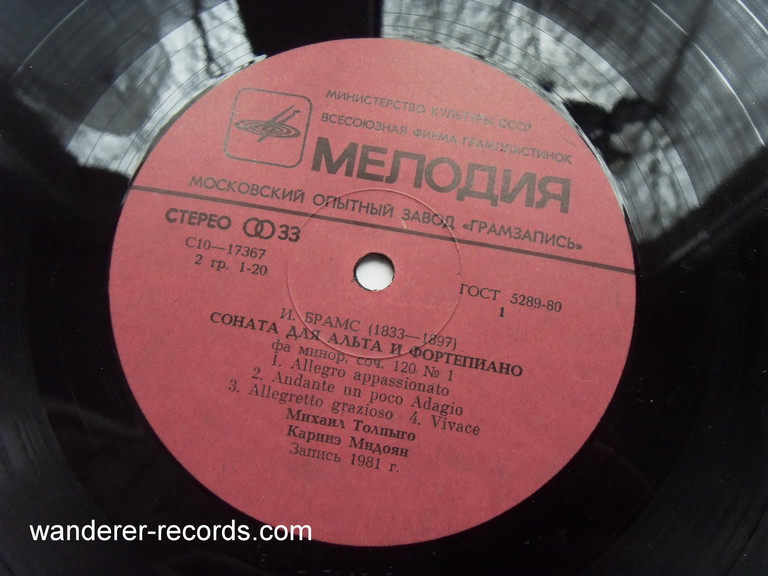 МИНИСТЕРСТВО КУЛЬТУРЫ СССР
ВСЕСОЮЗНАЯ ФИРМА ГРАМПЛАСТИНОК
МЕЛОДИЯ
МОСКОВСКИЙ ОПЫТНЫЙ ЗАВОД «ГРАМЗАПИСЬ»
СТЕРЕО 33
С10—17367
2 гр. 1-20
ГОСТ 5289-80
1
И. БРАМС (1833—1897)
СОНАТА ДЛЯ АЛЬТА И ФОРТЕПИАНО
фа минор, соч. 120 № 1
1. Allegro appassionato
2. Andante un poco Adagio
3. Allegretto grazioso 4. Vivace
Михаил Толпыго
Каринэ Мндоян
Запись 1981 г.
wanderer-records.com